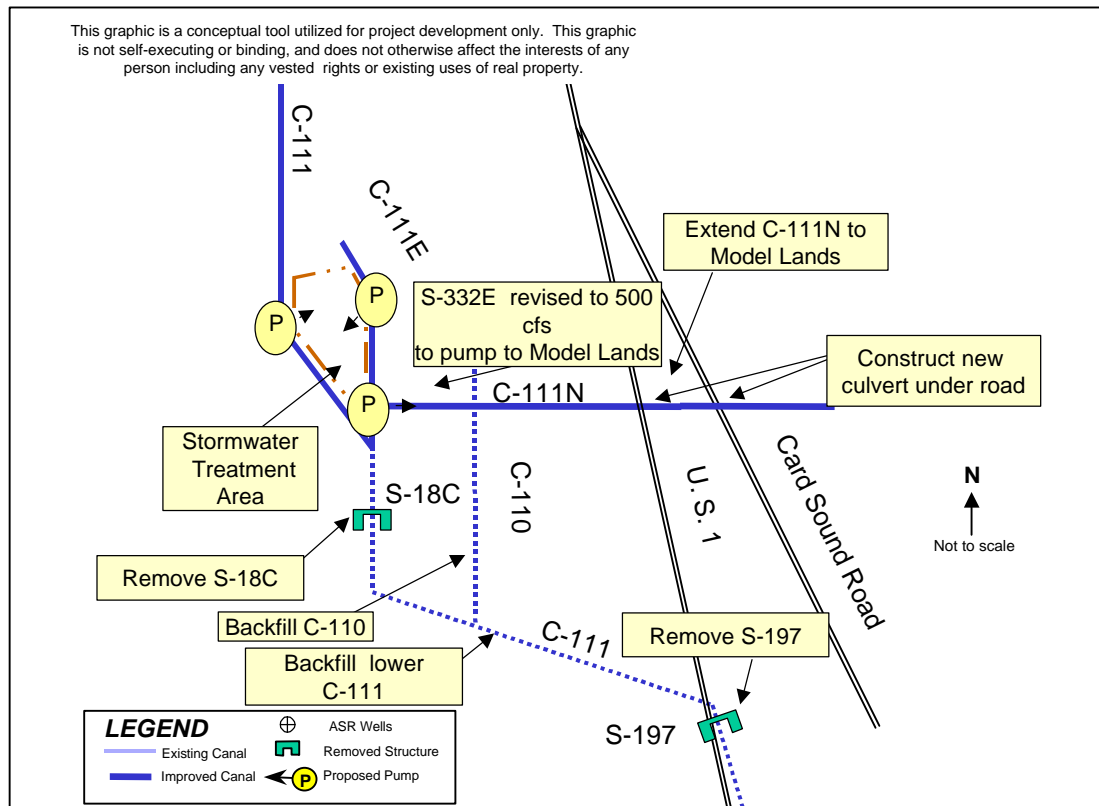 This graphic is a conceptual tool utilized for project development only. This graphic
is not self-executing or binding, and does not otherwise affect the interests of any
person including any vested rights or existing uses of real property.
C-111
C-111E
Extend C-111N to
Model Lands
S-332E revised to 500
cfs
to pump to Model Lands
P
P
Construct new
culvert under road
P
C-111N
Stormwater
Treatment
Area
C-110
U. S. 1
Card Sound Road
N
Not to scale
S-18C
Remove S-18C
Backfill C-110
C-111
Remove S-197
Backfill lower
C-111
S-197
LEGEND
ASR Wells
Existing Canal
Removed Structure
Improved Canal
P
Proposed Pump